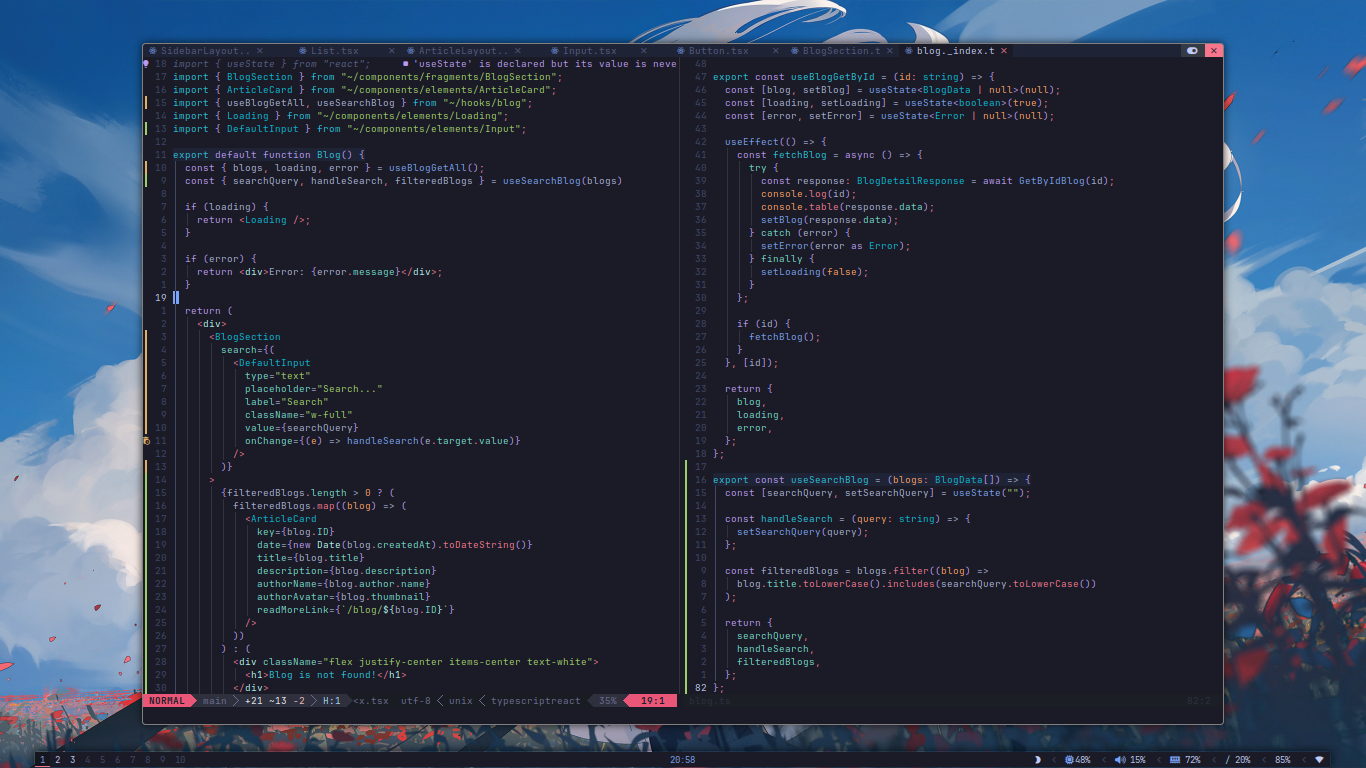 SidebarLayout.. ✕ List.tsx ✕ ArticleLayout.. ✕ Input.tsx ✕ Button.tsx ✕ BlogSection.t ✕ blog._index.t ✕
18 import { useState } from "react"; ■ 'useState' is declared but its value is neve
17 import { BlogSection } from "~/components/fragments/BlogSection";
16 import { ArticleCard } from "~/components/elements/ArticleCard";
15 import { useBlogGetAll, useSearchBlog } from "~/hooks/blog";
14 import { Loading } from "~/components/elements/Loading";
13 import { DefaultInput } from "~/components/elements/Input";
12
11 export default function Blog() {
10 const { blogs, loading, error } = useBlogGetAll();
9 const { searchQuery, handleSearch, filteredBlogs } = useSearchBlog(blogs)
8
7 if (loading) {
6 return <Loading />;
5 }
4
3 if (error) {
2 return <div>Error: {error.message}</div>;
1 }
19
1 return (
2 <div>
3 <BlogSection
4 search={(
5 <DefaultInput
6 type="text"
7 placeholder="Search..."
8 label="Search"
9 className="w-full"
10 value={searchQuery}
11 onChange={(e) => handleSearch(e.target.value)}
12 />
13 )}
14 >
15 {filteredBlogs.length > 0 ? (
16 filteredBlogs.map((blog) => (
17 <ArticleCard
18 key={blog.ID}
19 date={new Date(blog.createdAt).toDateString()}
20 title={blog.title}
21 description={blog.description}
22 authorName={blog.author.name}
23 authorAvatar={blog.thumbnail}
24 readMoreLink={`/blog/${blog.ID}`}
25 />
26 ))
27 ) : (
28 <div className="flex justify-center items-center text-white">
29 <h1>Blog is not found!</h1>
30 </div>
NORMAL main +21 ~13 -2 H:1 <x.tsx utf-8 unix typescriptreact 35% 19:1
48
47 export const useBlogGetById = (id: string) => {
46 const [blog, setBlog] = useState<BlogData | null>(null);
45 const [loading, setLoading] = useState<boolean>(true);
44 const [error, setError] = useState<Error | null>(null);
43
42 useEffect(() => {
41 const fetchBlog = async () => {
40 try {
39 const response: BlogDetailResponse = await GetByIdBlog(id);
38 console.log(id);
37 console.table(response.data);
36 setBlog(response.data);
35 } catch (error) {
34 setError(error as Error);
33 } finally {
32 setLoading(false);
31 }
30 };
29
28 if (id) {
27 fetchBlog();
26 }
25 }, [id]);
24
23 return {
22 blog,
21 loading,
20 error,
19 };
18 };
17
16 export const useSearchBlog = (blogs: BlogData[]) => {
15 const [searchQuery, setSearchQuery] = useState("");
14
13 const handleSearch = (query: string) => {
12 setSearchQuery(query);
11 };
10
9 const filteredBlogs = blogs.filter((blog) =>
8 blog.title.toLowerCase().includes(searchQuery.toLowerCase())
7 );
6
5 return {
4 searchQuery,
3 handleSearch,
2 filteredBlogs,
1 };
82 };
blog.ts 82:2
1 2 3 4 5 6 7 8 9 10 20:58 48% 15% 72% / 20% 85%